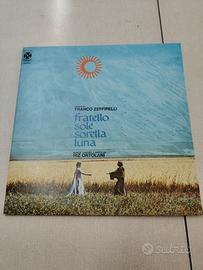 FRANCO ZEFFIRELLI
fratello
sole
sorella
luna
RIZ ORTOLANI
subito